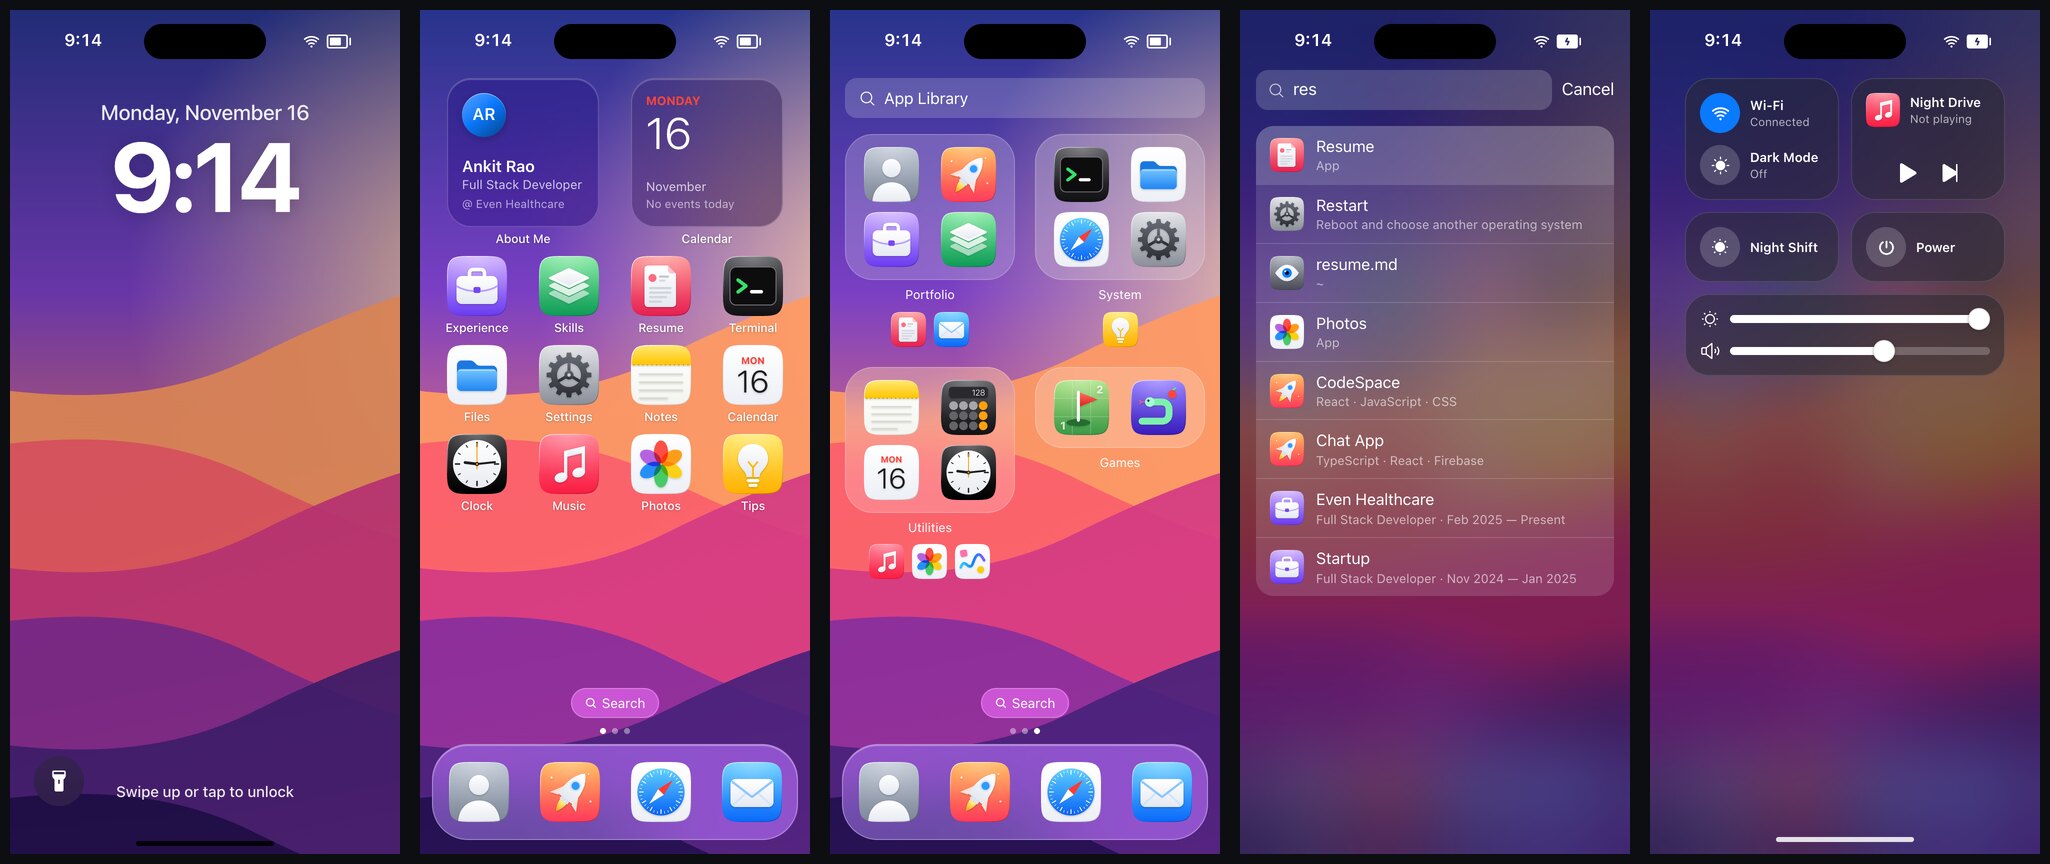 9:14
Monday, November 16
9:14
Swipe up or tap to unlock
9:14
AR
Ankit Rao
Full Stack Developer
@ Even Healthcare
About Me
MONDAY
16
November
No events today
Calendar
Experience
Skills
Resume
Terminal
Files
Settings
Notes
MON
16
Calendar
Clock
Music
Photos
Tips
Search
9:14
App Library
Portfolio
System
128
MON
16
Utilities
2
1
Games
Search
9:14
res
Cancel
Resume
App
Restart
Reboot and choose another operating system
resume.md
~
Photos
App
CodeSpace
React · JavaScript · CSS
Chat App
TypeScript · React · Firebase
Even Healthcare
Full Stack Developer · Feb 2025 — Present
Startup
Full Stack Developer · Nov 2024 — Jan 2025
9:14
Wi-Fi
Connected
Dark Mode
Off
Night Drive
Not playing
Night Shift
Power